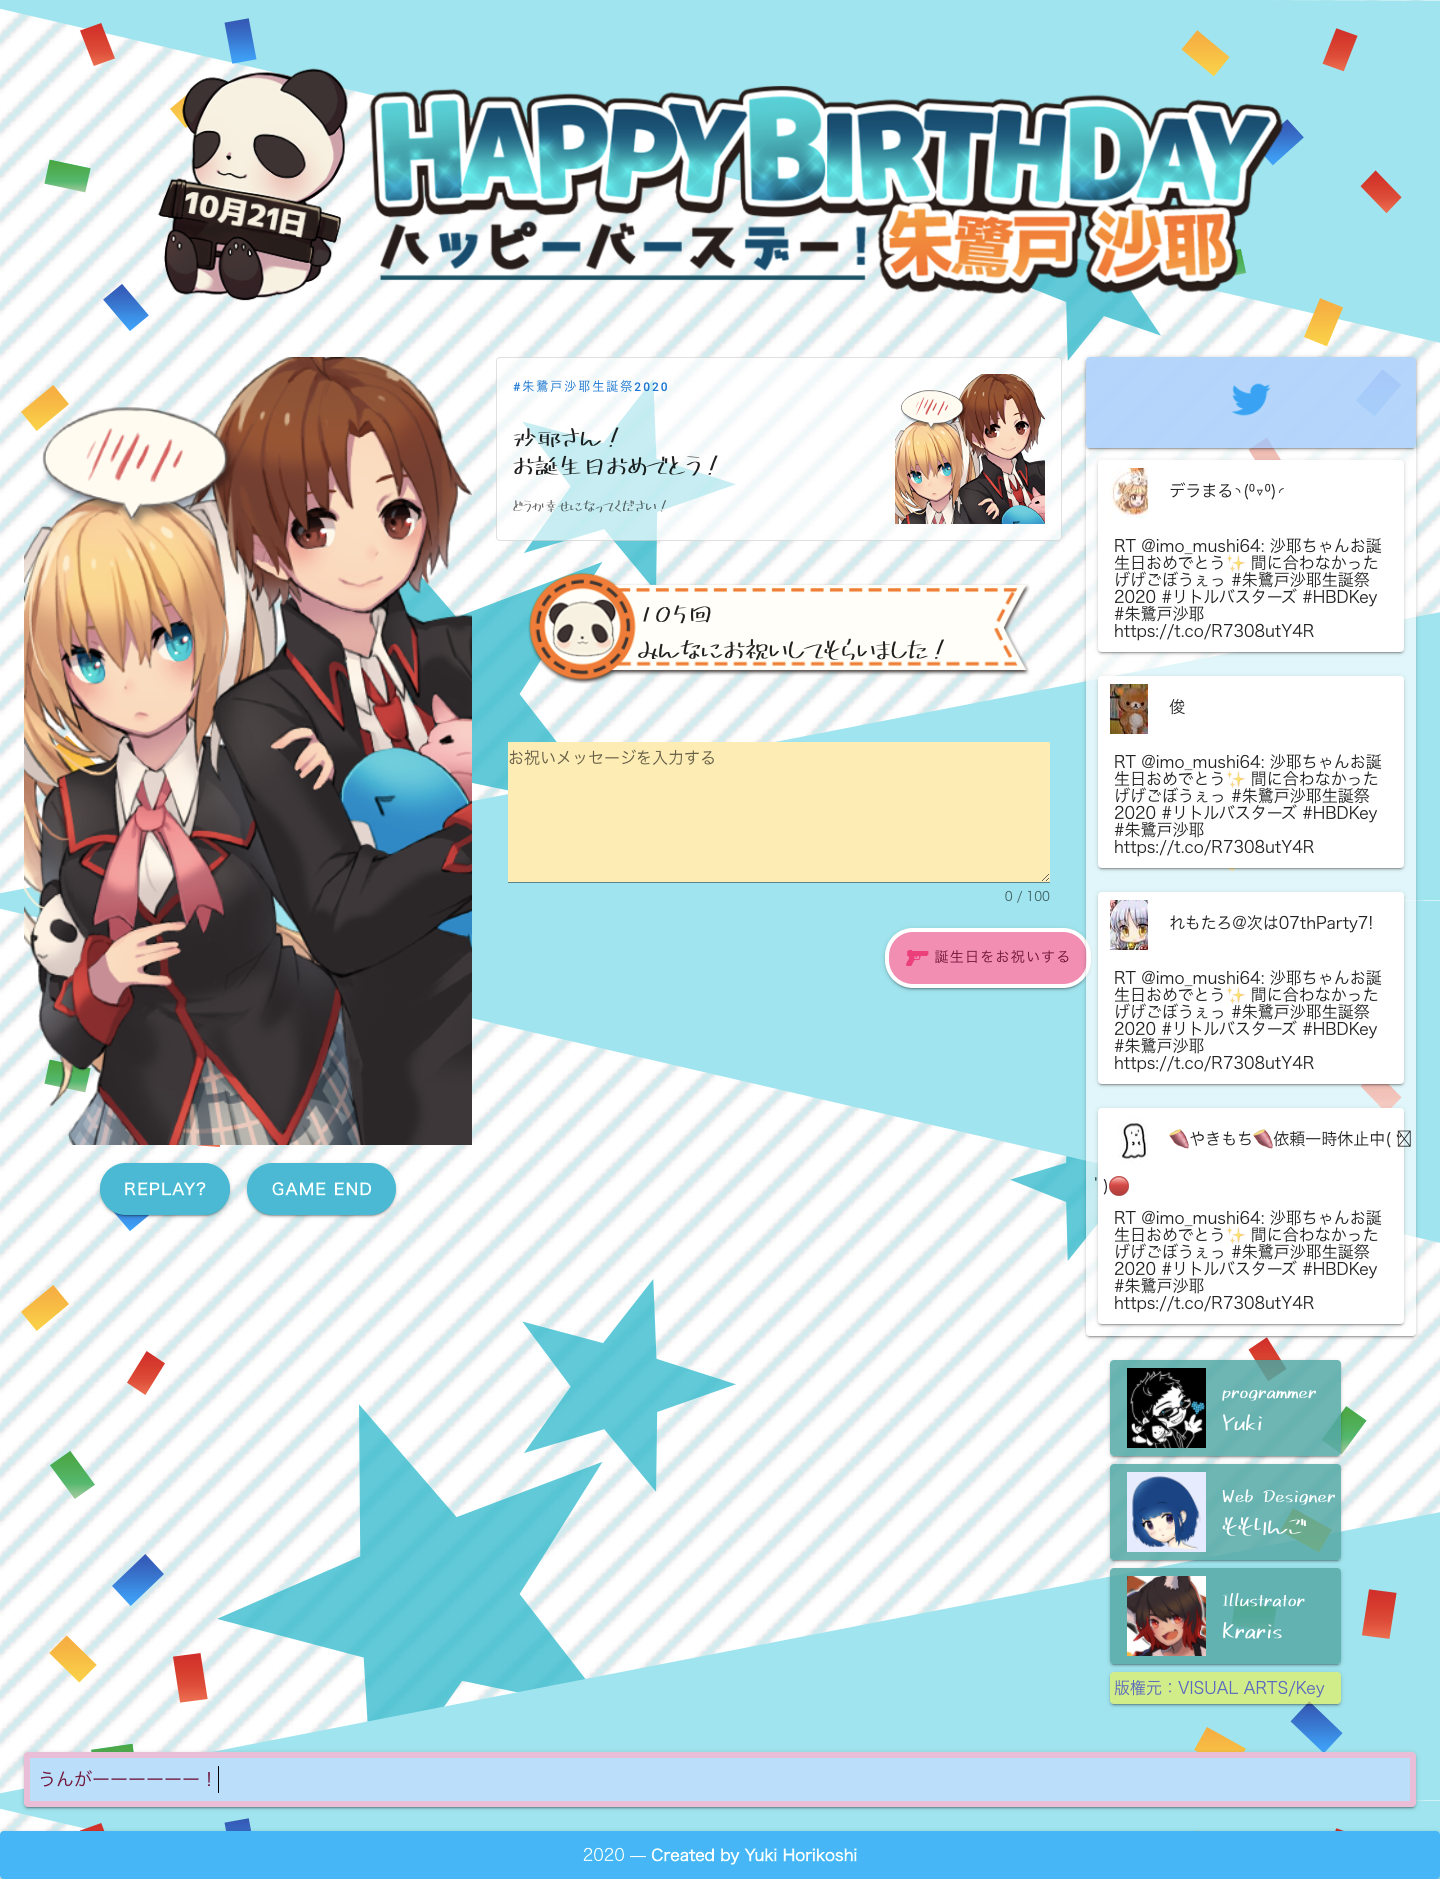 HAPPY BIRTHDAY
10月21日
ハッピーバースデー!
朱鷺戸 沙耶
#朱鷺戸沙耶生誕祭2020
沙耶さん！
お誕生日おめでとう！
どうか幸せになってください！
105回
みんなにお祝いしてもらいました！
お祝いメッセージを入力する
0 / 100
誕生日をお祝いする
REPLAY?
GAME END
デラまるヽ(⁰▿⁰)ノ
RT @imo_mushi64: 沙耶ちゃんお誕
生日おめでとう✨ 間に合わなかった
げげごぼうぇっ #朱鷺戸沙耶生誕祭
2020 #リトルバスターズ #HBDKey
#朱鷺戸沙耶
https://t.co/R7308utY4R
俊
RT @imo_mushi64: 沙耶ちゃんお誕
生日おめでとう✨ 間に合わなかった
げげごぼうぇっ #朱鷺戸沙耶生誕祭
2020 #リトルバスターズ #HBDKey
#朱鷺戸沙耶
https://t.co/R7308utY4R
れもたろ@次は07thParty7!
RT @imo_mushi64: 沙耶ちゃんお誕
生日おめでとう✨ 間に合わなかった
げげごぼうぇっ #朱鷺戸沙耶生誕祭
2020 #リトルバスターズ #HBDKey
#朱鷺戸沙耶
https://t.co/R7308utY4R
🍠やきもち🍠依頼一時休止中(
' )🔴
RT @imo_mushi64: 沙耶ちゃんお誕
生日おめでとう✨ 間に合わなかった
げげごぼうぇっ #朱鷺戸沙耶生誕祭
2020 #リトルバスターズ #HBDKey
#朱鷺戸沙耶
https://t.co/R7308utY4R
programmer
Yuki
Web Designer
ももりんご
Illustrator
Kraris
版権元：VISUAL ARTS/Key
うんがーーーーーー！
2020 — Created by Yuki Horikoshi